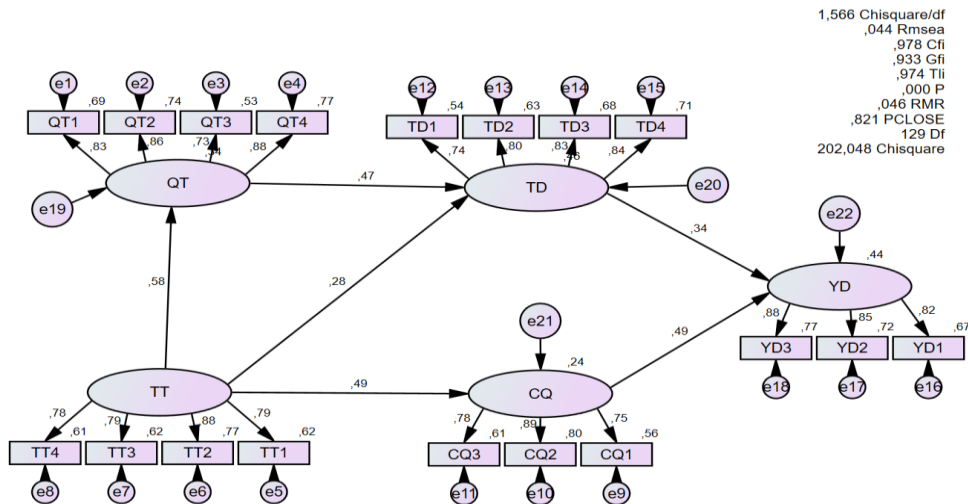 1,566 Chisquare/df
,044 Rmsea
,978 Cfi
,933 Gfi
,974 Tli
,000 P
,046 RMR
,821 PCLOSE
129 Df
202,048 Chisquare
e1 e2 e3 e4
,69 ,74 ,53 ,77
QT1 QT2 QT3 QT4
,83 ,86 ,73 ,88
QT
e19
e12 e13 e14 e15
,54 ,63 ,68 ,71
TD1 TD2 TD3 TD4
,74 ,80 ,83 ,84
,47
TD
e20
e22
,34
,44
YD
,58
,28
e21
,49
,88 ,85 ,82
,77 ,72 ,67
YD3 YD2 YD1
e18 e17 e16
TT
,49
,24
CQ
,78 ,79 ,88 ,79
,61 ,62 ,77 ,62
TT4 TT3 TT2 TT1
e8 e7 e6 e5
,78 ,89 ,75
,61 ,80 ,56
CQ3 CQ2 CQ1
e11 e10 e9